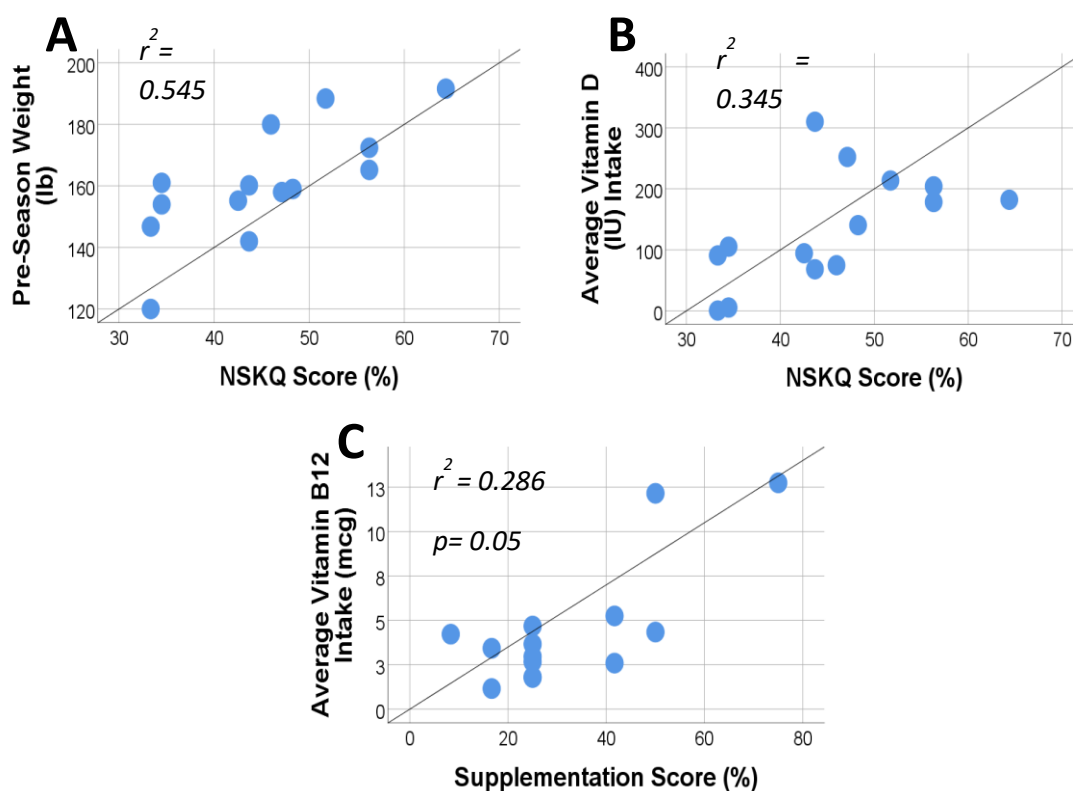 A
r2=
0.545
Pre-Season Weight
(lb)
200
180
160
140
120
30 40 50 60 70
NSKQ Score (%)
B
r2 =
0.345
Average Vitamin D
(IU) Intake
400
300
200
100
0
30 40 50 60 70
NSKQ Score (%)
C
r2 = 0.286
p= 0.05
Average Vitamin B12
Intake (mcg)
13
10
8
5
3
0
0 20 40 60 80
Supplementation Score (%)